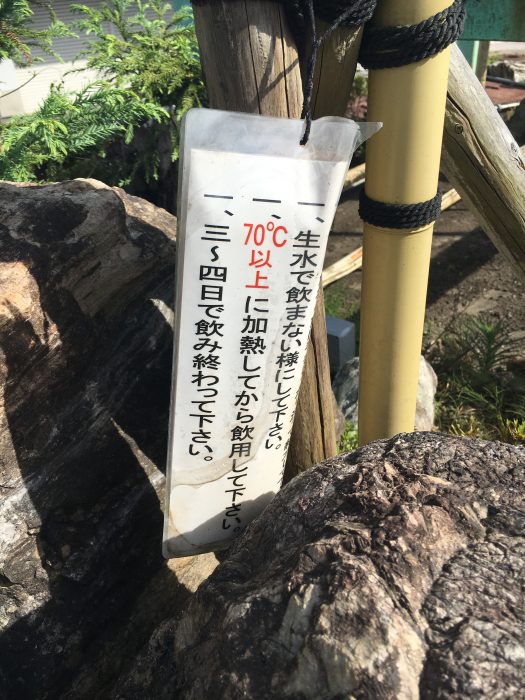 一、生水で飲まない様にして下さい。
一、70℃以上に加熱してから飲用して下さい。
一、三～四日で飲み終わって下さい。